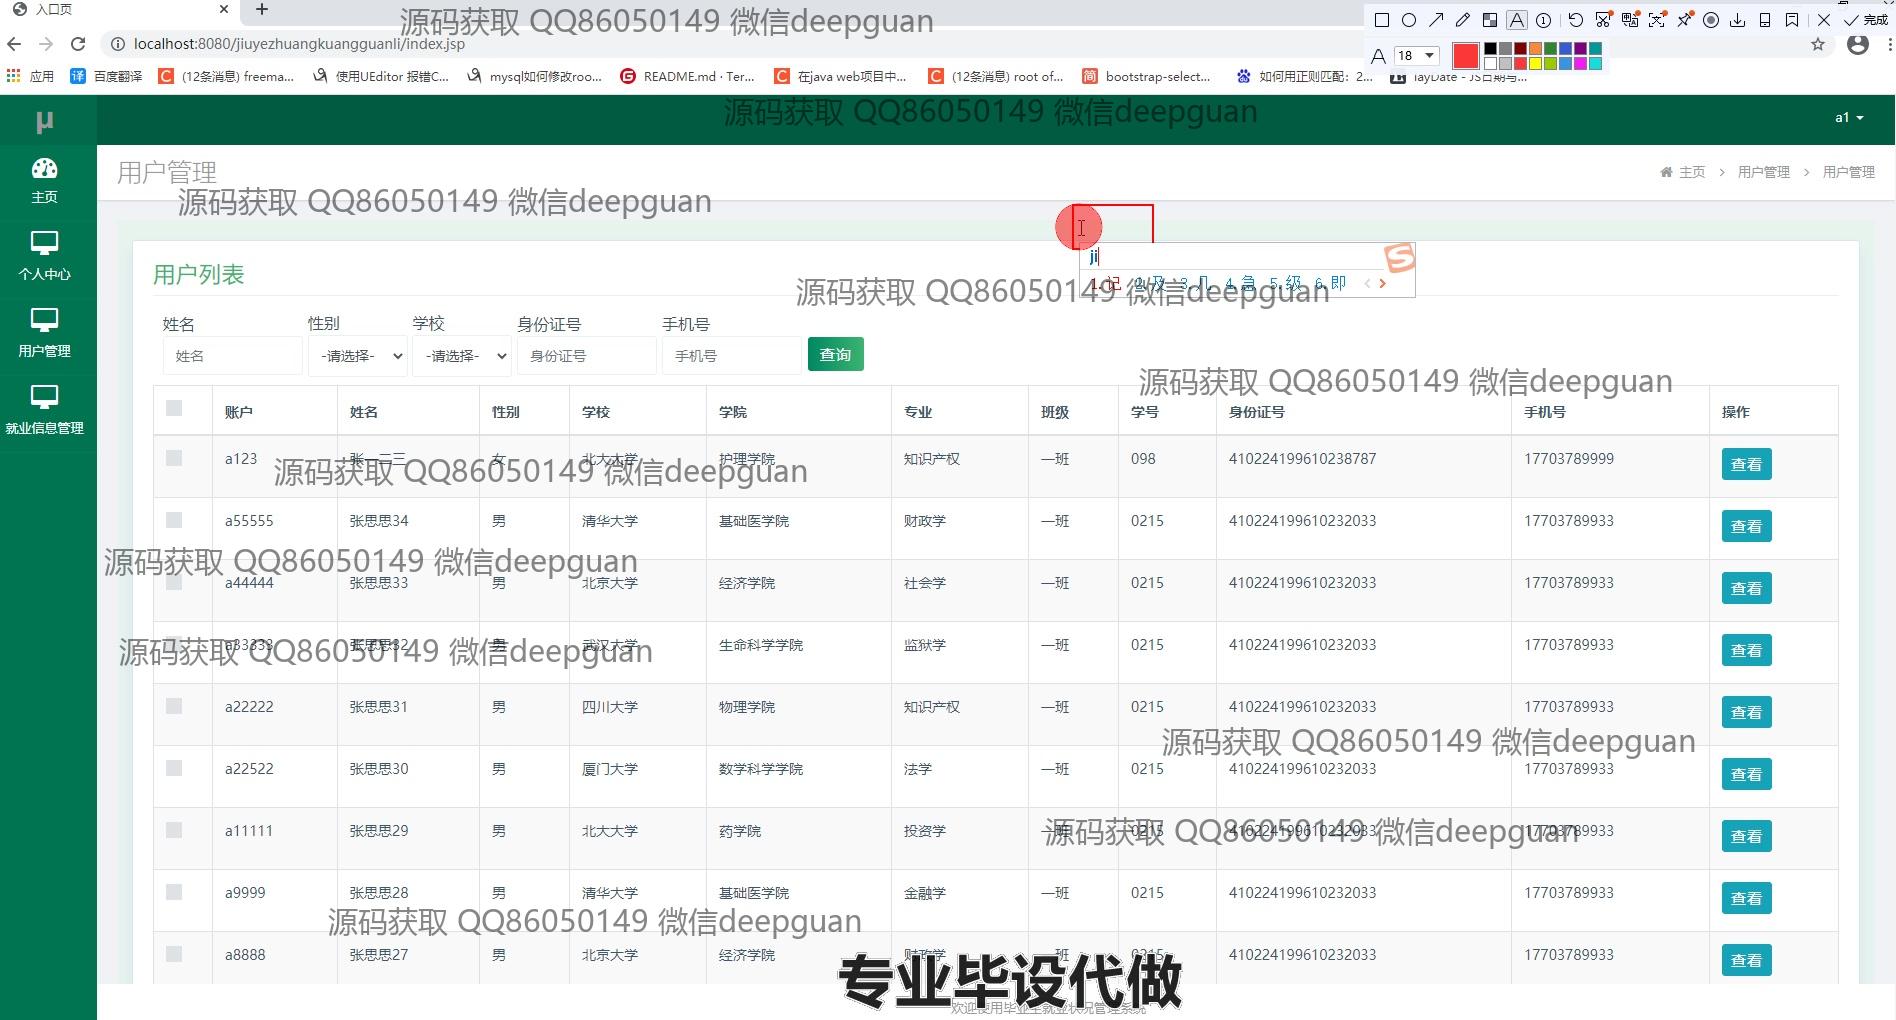 入口页
源码获取 QQ86050149 微信deepguan
完成
localhost:8080/jiuyezhuangkuangguanli/index.jsp
A 18
应用 百度翻译 (12条消息) freema... 使用UEditor 报错C... mysql如何修改roo... README.md · Ter... 在java web项目中... (12条消息) root of... bootstrap-select... 如何用正则匹配：2... layDate - JS日期与...
μ
源码获取 QQ86050149 微信deepguan
a1
用户管理
主页 > 用户管理 > 用户管理
源码获取 QQ86050149 微信deepguan
主页
个人中心
用户管理
就业信息管理
ji
1.记 2.及 3.几 4.急 5.级 6.即
用户列表
源码获取 QQ86050149 微信deepguan
姓名 性别 学校 身份证号 手机号
姓名 -请选择- -请选择- 身份证号 手机号 查询
源码获取 QQ86050149 微信deepguan
账户 姓名 性别 学校 学院 专业 班级 学号 身份证号 手机号 操作
a123 张一二三 女 北大大学 护理学院 知识产权 一班 098 410224199610238787 17703789999 查看
源码获取 QQ86050149 微信deepguan
a55555 张思思34 男 清华大学 基础医学院 财政学 一班 0215 410224199610232033 17703789933 查看
源码获取 QQ86050149 微信deepguan
a44444 张思思33 男 北京大学 经济学院 社会学 一班 0215 410224199610232033 17703789933 查看
a33333 张思思32 男 武汉大学 生命科学学院 监狱学 一班 0215 410224199610232033 17703789933 查看
源码获取 QQ86050149 微信deepguan
a22222 张思思31 男 四川大学 物理学院 知识产权 一班 0215 410224199610232033 17703789933 查看
源码获取 QQ86050149 微信deepguan
a22522 张思思30 男 厦门大学 数学科学学院 法学 一班 0215 410224199610232033 17703789933 查看
a11111 张思思29 男 北大大学 药学院 投资学 一班 0215 410224199610232033 17703789933 查看
源码获取 QQ86050149 微信deepguan
a9999 张思思28 男 清华大学 基础医学院 金融学 一班 0215 410224199610232033 17703789933 查看
源码获取 QQ86050149 微信deepguan
a8888 张思思27 男 北京大学 经济学院 财政学 一班 0215 410224199610232033 17703789933 查看
专业毕设代做
欢迎使用毕业生就业状况管理系统